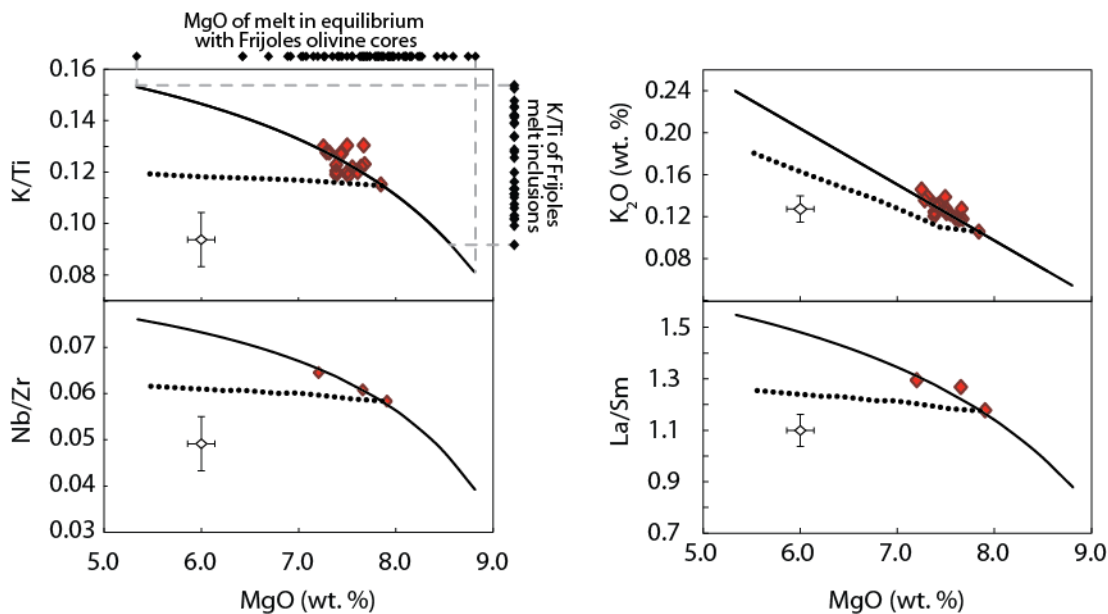 MgO of melt in equilibrium
with Frijoles olivine cores
0.16
0.14
0.12
0.10
0.08
K/Ti
K/Ti of Frijoles
melt inclusions
0.24
0.20
0.16
0.12
0.08
K2O (wt. %)
0.07
0.06
0.05
0.04
0.03
Nb/Zr
5.0 6.0 7.0 8.0 9.0
MgO (wt. %)
1.5
1.3
1.1
0.9
0.7
La/Sm
5.0 6.0 7.0 8.0 9.0
MgO (wt. %)